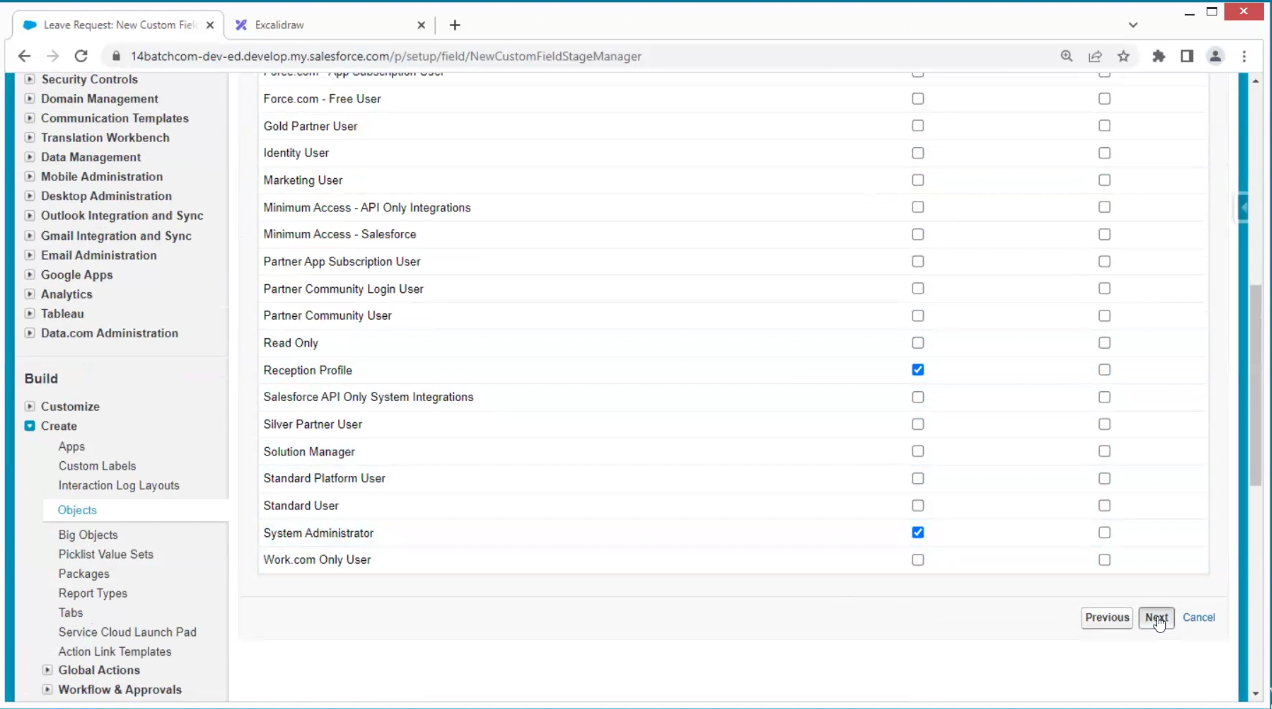 Leave Request: New Custom Fiel
Excalidraw
14batchcom-dev-ed.develop.my.salesforce.com/p/setup/field/NewCustomFieldStageManager
Security Controls
Domain Management
Communication Templates
Translation Workbench
Data Management
Mobile Administration
Desktop Administration
Outlook Integration and Sync
Gmail Integration and Sync
Email Administration
Google Apps
Analytics
Tableau
Data.com Administration
Build
Customize
Create
Apps
Custom Labels
Interaction Log Layouts
Objects
Big Objects
Picklist Value Sets
Packages
Report Types
Tabs
Service Cloud Launch Pad
Action Link Templates
Global Actions
Workflow & Approvals
Force.com - App Subscription User
Force.com - Free User
Gold Partner User
Identity User
Marketing User
Minimum Access - API Only Integrations
Minimum Access - Salesforce
Partner App Subscription User
Partner Community Login User
Partner Community User
Read Only
Reception Profile
Salesforce API Only System Integrations
Silver Partner User
Solution Manager
Standard Platform User
Standard User
System Administrator
Work.com Only User
Previous
Next
Cancel